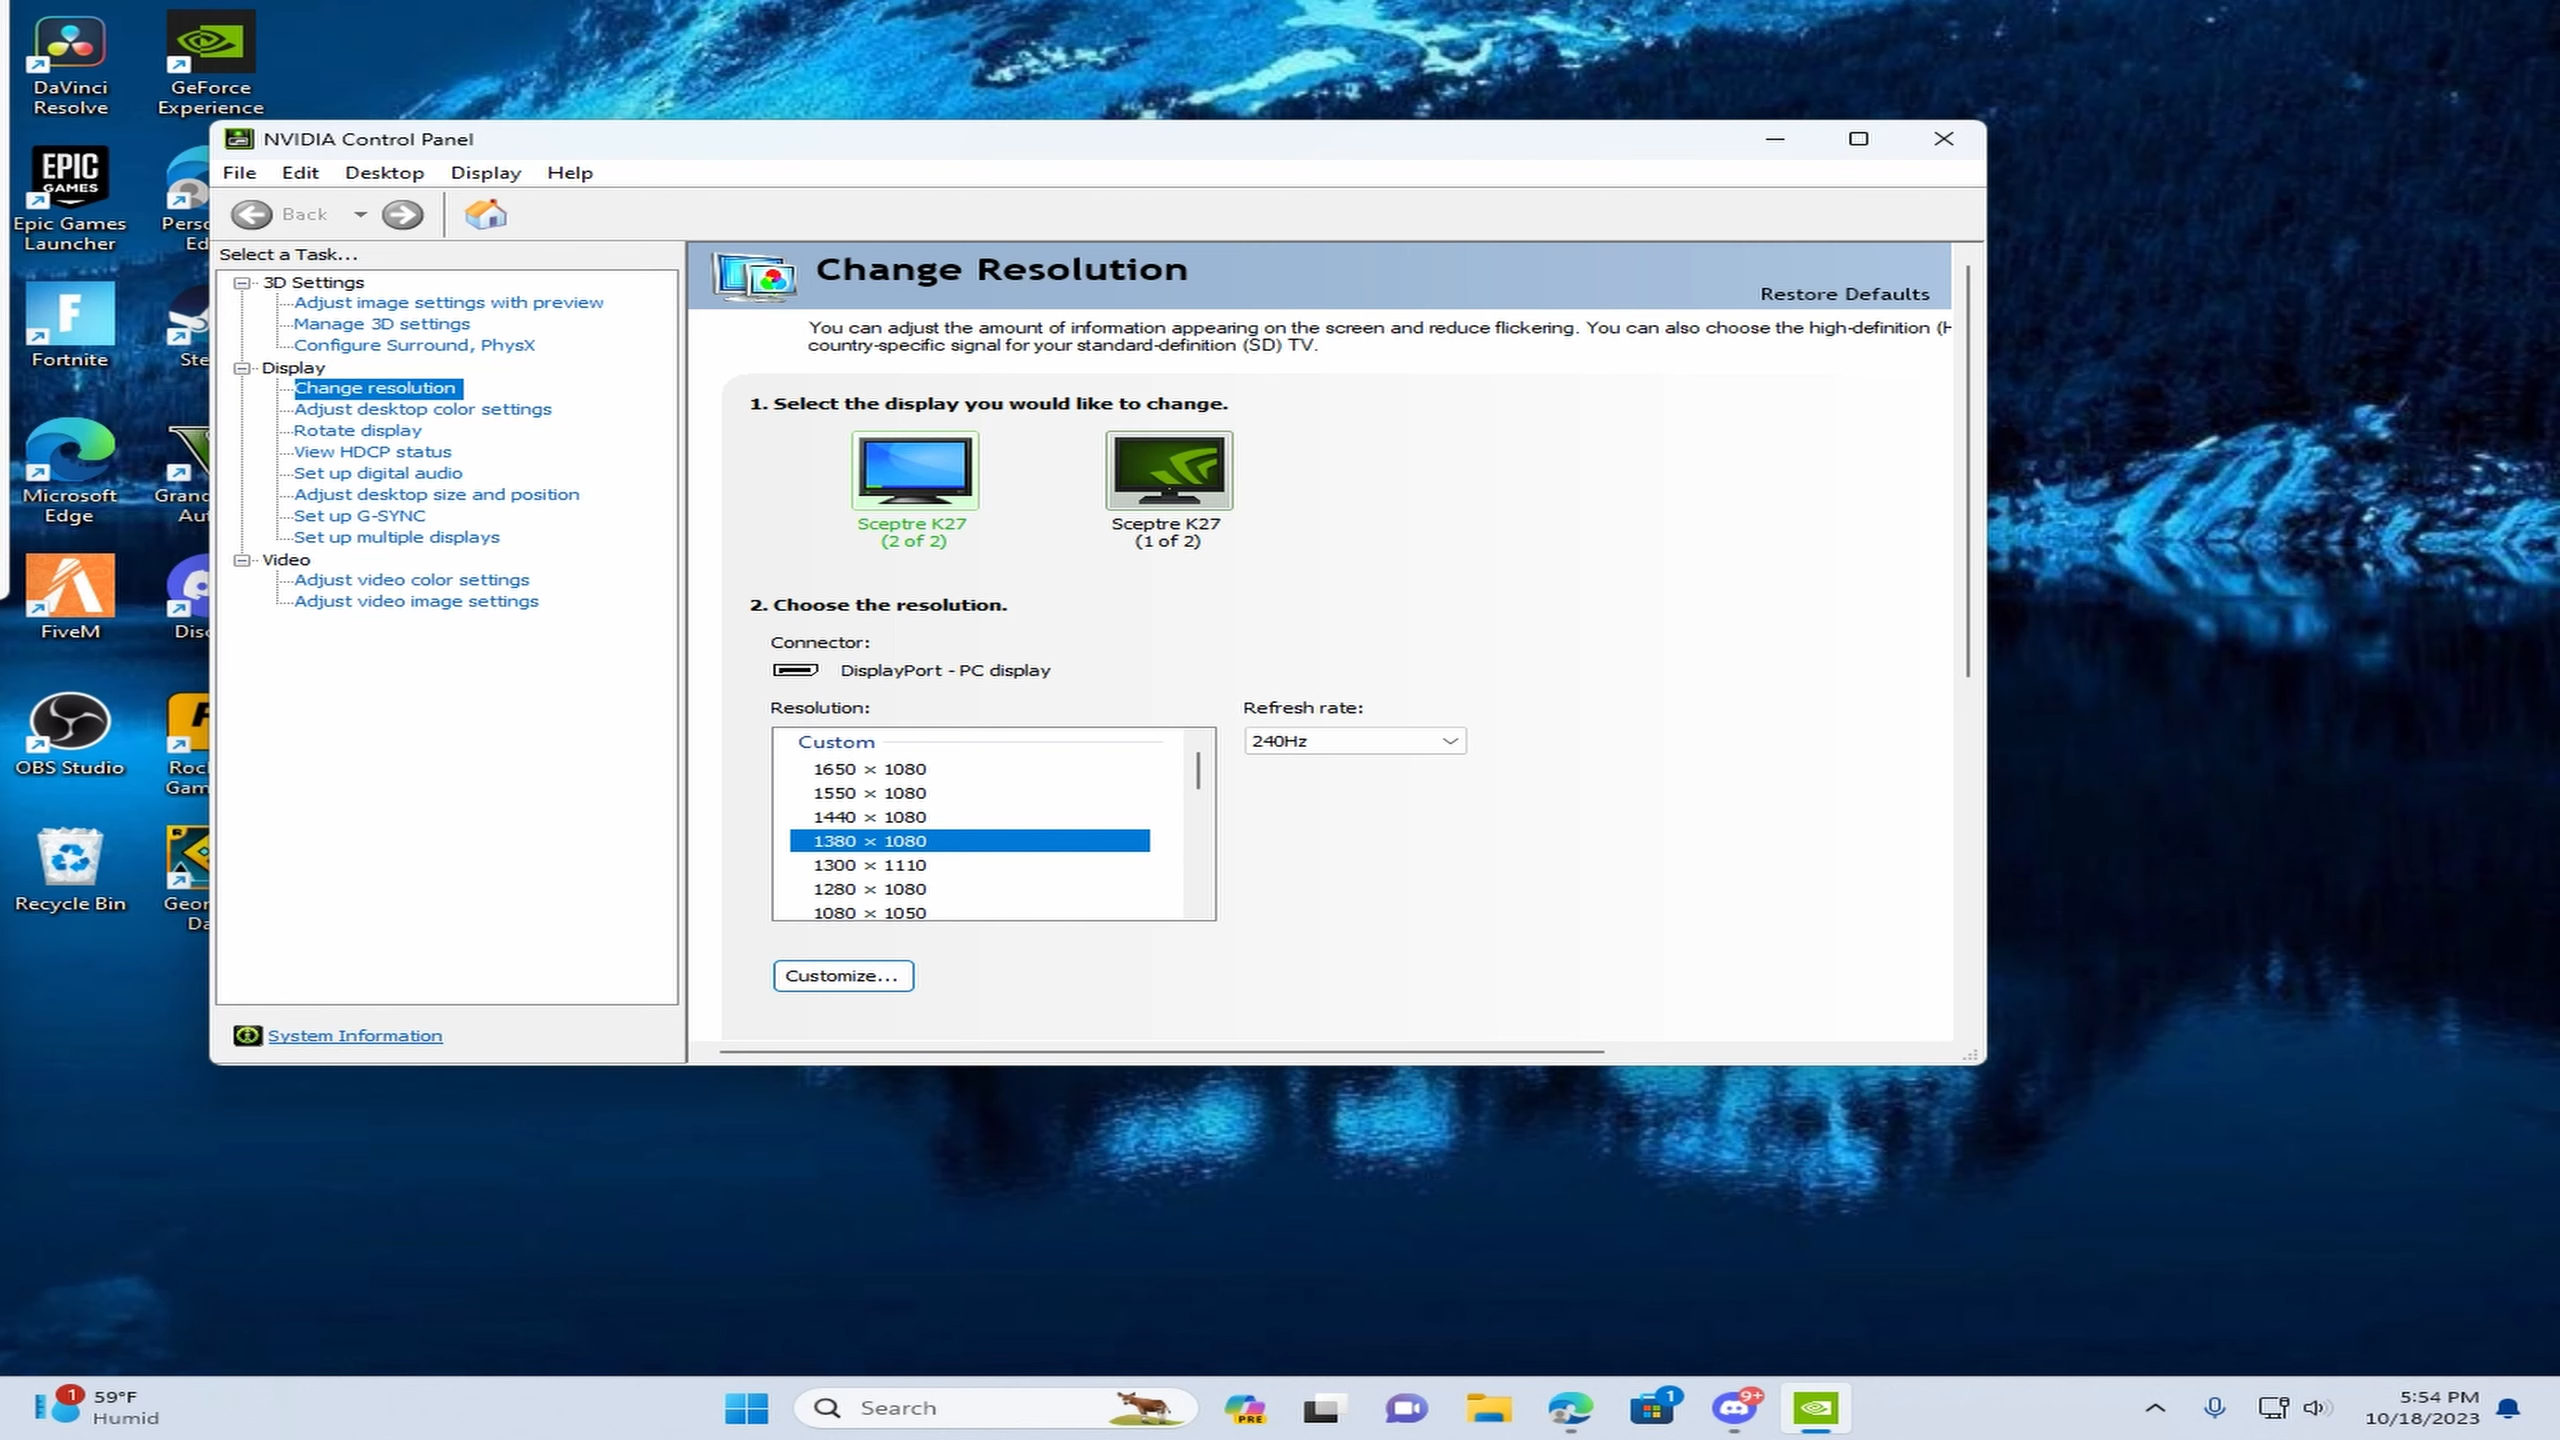 DaVinci
Resolve
GeForce
Experience
EPIC
GAMES
Epic Games
Launcher
Fortnite
Microsoft
Edge
FiveM
OBS Studio
Recycle Bin
NVIDIA Control Panel
File Edit Desktop Display Help
Back
Select a Task...
3D Settings
Adjust image settings with preview
Manage 3D settings
Configure Surround, PhysX
Display
Change resolution
Adjust desktop color settings
Rotate display
View HDCP status
Set up digital audio
Adjust desktop size and position
Set up G-SYNC
Set up multiple displays
Video
Adjust video color settings
Adjust video image settings
System Information
Change Resolution
Restore Defaults
You can adjust the amount of information appearing on the screen and reduce flickering. You can also choose the high-definition (H
country-specific signal for your standard-definition (SD) TV.
1. Select the display you would like to change.
Sceptre K27
(2 of 2)
Sceptre K27
(1 of 2)
2. Choose the resolution.
Connector:
DisplayPort - PC display
Resolution:
Refresh rate:
Custom
240Hz
1650 × 1080
1550 × 1080
1440 × 1080
1380 × 1080
1300 × 1110
1280 × 1080
1080 × 1050
Customize...
1
59°F
Humid
Search
PRE
1
9+
5:54 PM
10/18/2023